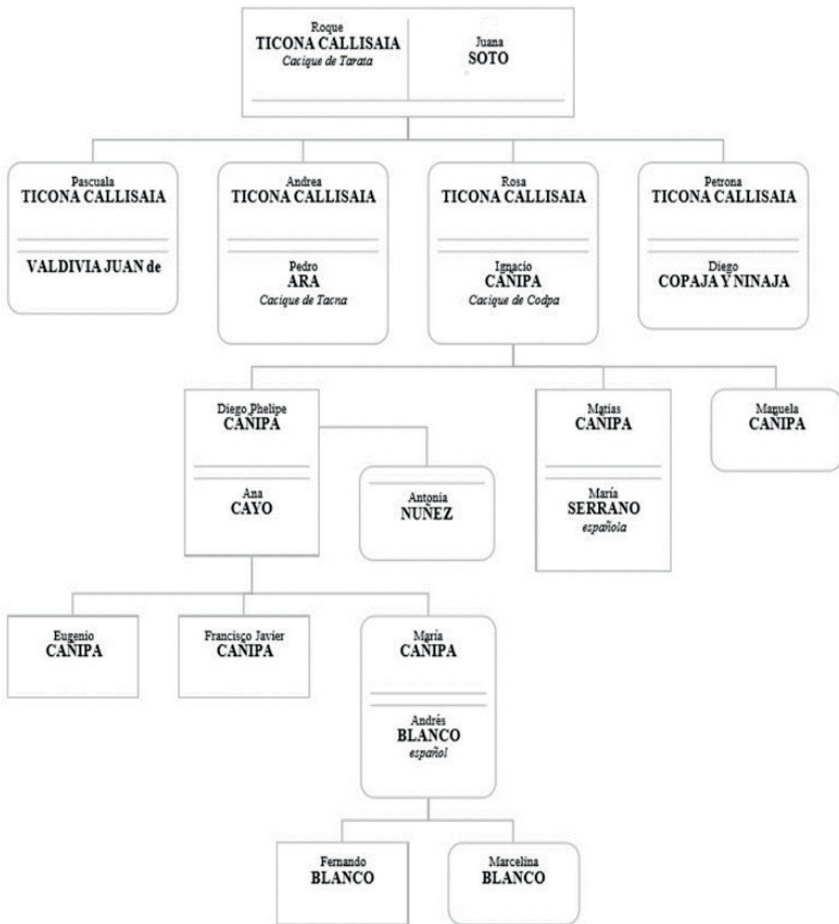 Roque
TICONA CALLISAIA
Cacique de Tarata
Juana
SOTO
Pascuala
TICONA CALLISAIA
VALDIVIA JUAN de
Andrea
TICONA CALLISAIA
Pedro
ARA
Cacique de Tacna
Rosa
TICONA CALLISAIA
Ignacio
CAÑIPA
Cacique de Codpa
Petrona
TICONA CALLISAIA
Diego
COPAJA Y NINAJA
Diego Phelipe
CAÑIPA
Ana
CAYO
Antonia
NUÑEZ
Matias
CAÑIPA
María
SERRANO
española
Manuela
CAÑIPA
Eugenio
CAÑIPA
Francisco Javier
CAÑIPA
María
CAÑIPA
Andrés
BLANCO
español
Fernando
BLANCO
Marcelina
BLANCO